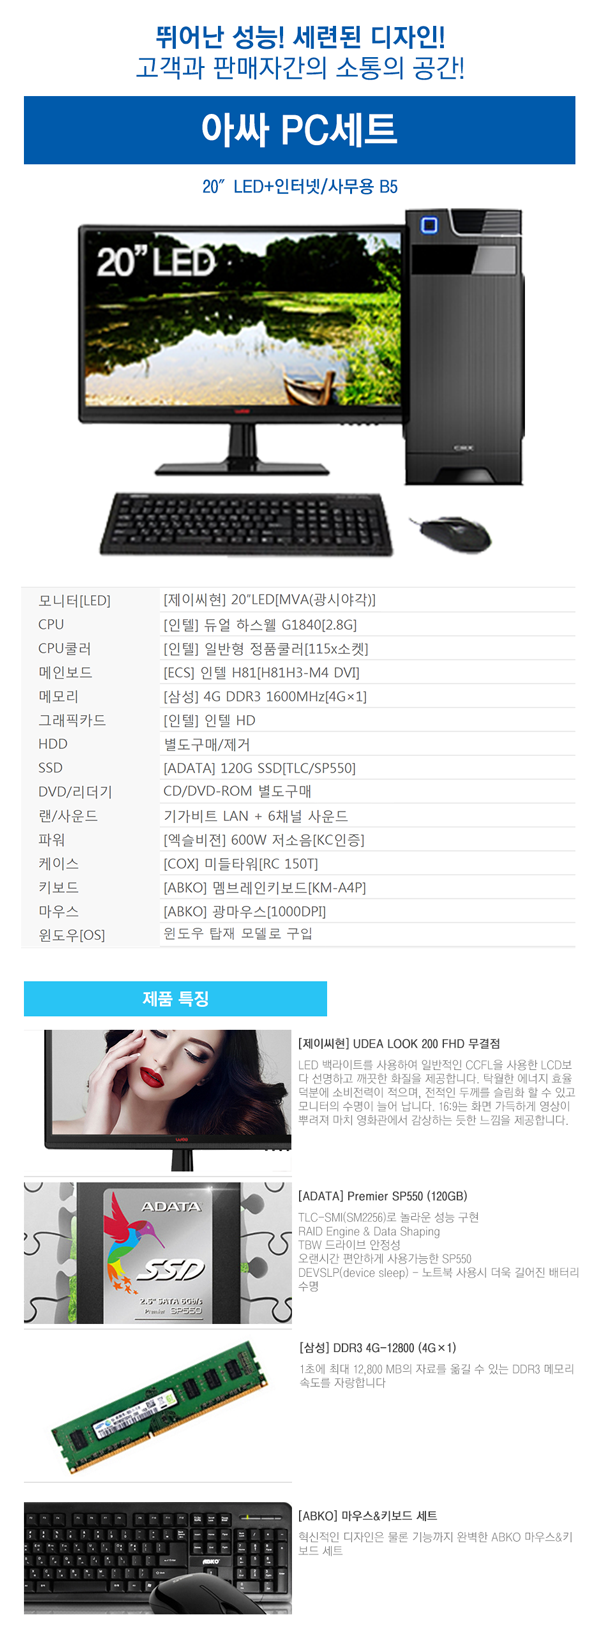 뛰어난 성능! 세련된 디자인!
고객과 판매자간의 소통의 공간!
아싸 PC세트
20″ LED+인터넷/사무용 B5
20” LED
COX
모니터[LED] [제이씨현] 20″LED[MVA(광시야각)]
CPU [인텔] 듀얼 하스웰 G1840[2.8G]
CPU쿨러 [인텔] 일반형 정품쿨러[115x소켓]
메인보드 [ECS] 인텔 H81[H81H3-M4 DVI]
메모리 [삼성] 4G DDR3 1600MHz[4G×1]
그래픽카드 [인텔] 인텔 HD
HDD 별도구매/제거
SSD [ADATA] 120G SSD[TLC/SP550]
DVD/리더기 CD/DVD-ROM 별도구매
랜/사운드 기가비트 LAN + 6채널 사운드
파워 [엑슬비젼] 600W 저소음[KC인증]
케이스 [COX] 미들타워[RC 150T]
키보드 [ABKO] 멤브레인키보드[KM-A4P]
마우스 [ABKO] 광마우스[1000DPI]
윈도우[OS] 윈도우 탑재 모델로 구입
제품 특징
[제이씨현] UDEA LOOK 200 FHD 무결점
LED 백라이트를 사용하여 일반적인 CCFL을 사용한 LCD보
다 선명하고 깨끗한 화질을 제공합니다. 탁월한 에너지 효율
덕분에 소비전력이 적으며, 전적인 두께를 슬림화 할 수 있고
모니터의 수명이 늘어 납니다. 16:9는 화면 가득하게 영상이
뿌려져 마치 영화관에서 감상하는 듯한 느낌을 제공합니다.
ADATA
SSD
2.5" SATA 6Gb/s
Premier SP550
[ADATA] Premier SP550 (120GB)
TLC-SMI(SM2256)로 놀라운 성능 구현
RAID Engine & Data Shaping
TBW 드라이브 안정성
오랜시간 편안하게 사용가능한 SP550
DEVSLP(device sleep) - 노트북 사용시 더욱 길어진 배터리
수명
[삼성] DDR3 4G-12800 (4G×1)
1초에 최대 12,800 MB의 자료를 옮길 수 있는 DDR3 메모리
속도를 자랑합니다
ABKO
[ABKO] 마우스&키보드 세트
혁신적인 디자인은 물론 기능까지 완벽한 ABKO 마우스&키
보드 세트